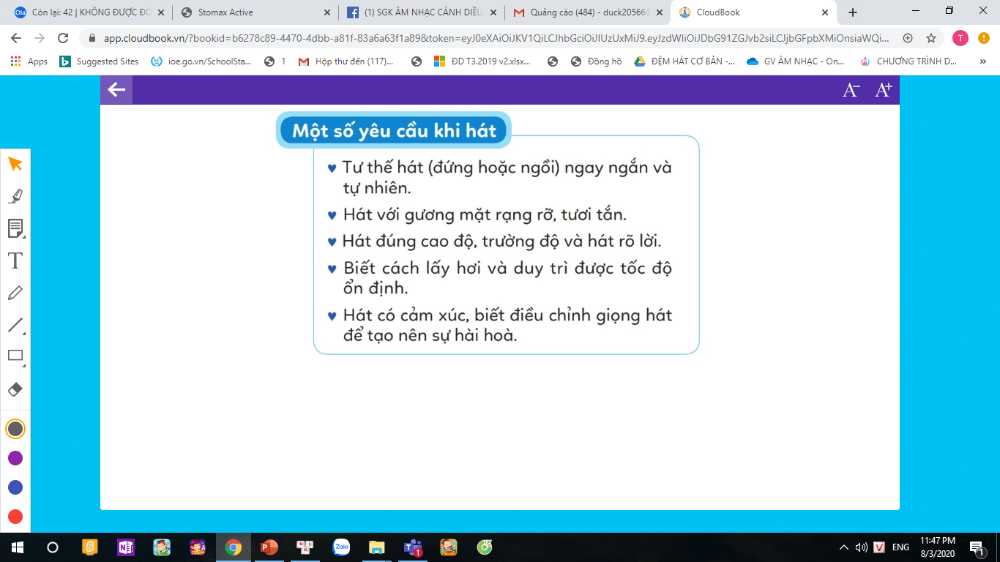 Còn lại: 42 | KHÔNG ĐƯỢC ĐÓ
Stomax Active
(1) SGK ÂM NHẠC CÁNH DIỀU
Quảng cáo (484) - duck20566
CloudBook
app.cloudbook.vn/?bookid=b6278c89-4470-4dbb-a81f-83a6a63f1a89&token=eyJ0eXAiOiJKV1QiLCJhbGciOiJIUzUxMiJ9.eyJzdWIiOiJDbG91ZGJvb2siLCJjbGFpbXMiOnsiaWQi...
T
Apps
Suggested Sites
ioe.gov.vn/SchoolSta...
1
Hộp thư đến (117)...
ĐD T3.2019 v2.xlsx...
Đồng hồ
ĐỆM HÁT CƠ BẢN -...
GV ÂM NHẠC - On...
CHƯƠNG TRÌNH D...
A- A+
Một số yêu cầu khi hát
♥ Tư thế hát (đứng hoặc ngồi) ngay ngắn và
tự nhiên.
♥ Hát với gương mặt rạng rỡ, tươi tắn.
♥ Hát đúng cao độ, trường độ và hát rõ lời.
♥ Biết cách lấy hơi và duy trì được tốc độ
ổn định.
♥ Hát có cảm xúc, biết điều chỉnh giọng hát
để tạo nên sự hài hoà.
T
Zalo
ENG
11:47 PM
8/3/2020